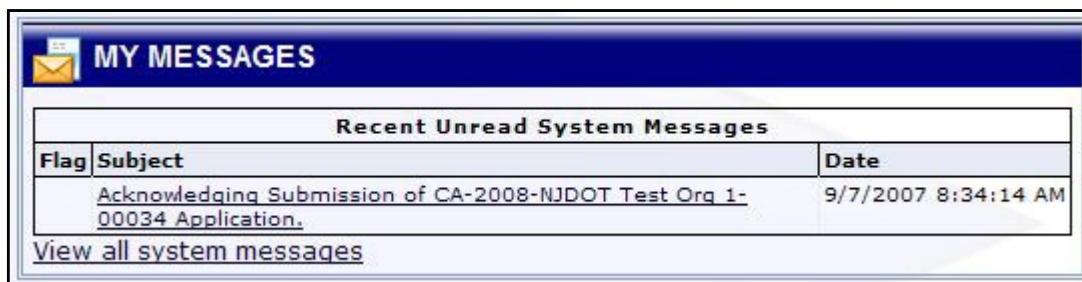 MY MESSAGES
Recent Unread System Messages
Flag Subject Date
Acknowledging Submission of CA-2008-NJDOT Test Org 1- 9/7/2007 8:34:14 AM
00034 Application.
View all system messages